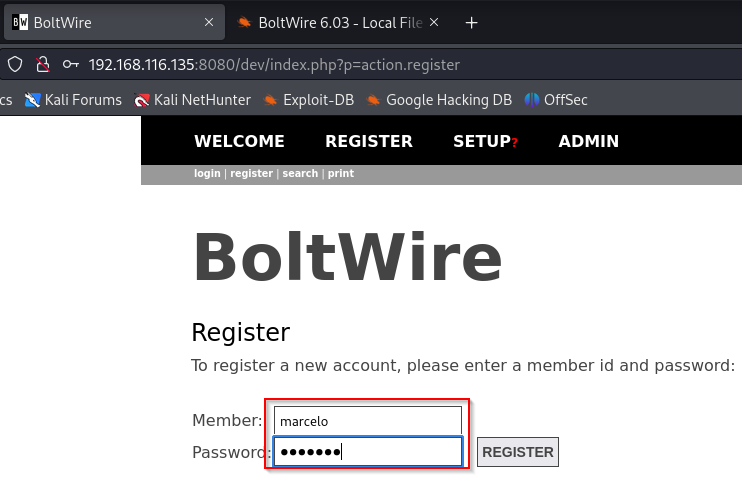 BW BoltWire × BoltWire 6.03 - Local File × +
192.168.116.135:8080/dev/index.php?p=action.register
cs Kali Forums Kali NetHunter Exploit-DB Google Hacking DB OffSec
WELCOME REGISTER SETUP? ADMIN
login | register | search | print
BoltWire
Register
To register a new account, please enter a member id and password:
Member: marcelo
Password: ●●●●●●● REGISTER